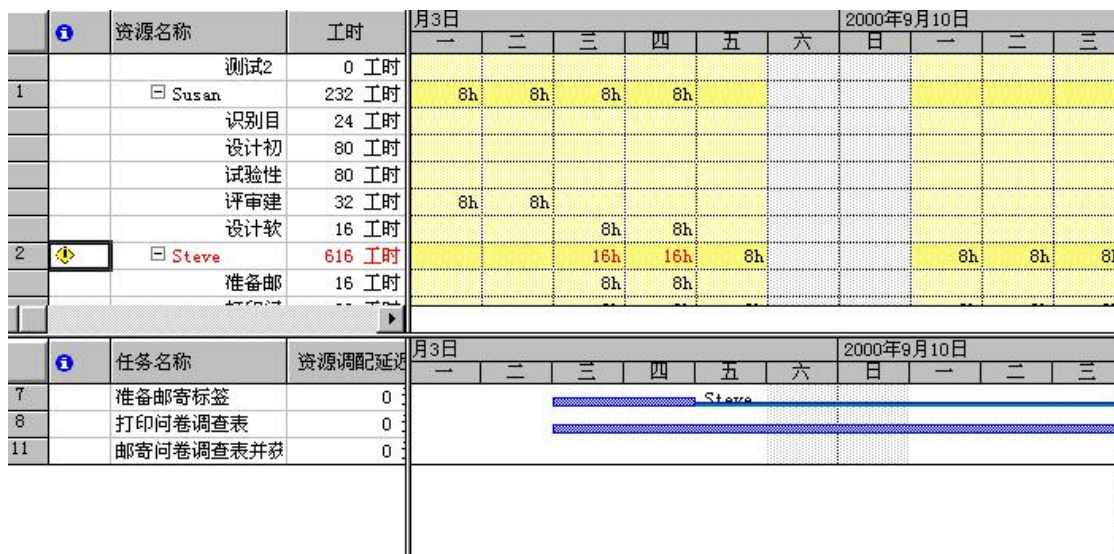 资源名称 工时 月3日 2000年9月10日
一 二 三 四 五 六 日 一 二 三
测试2 0 工时
1 Susan 232 工时 8h 8h 8h 8h
识别目 24 工时
设计初 80 工时
试验性 80 工时
评审建 32 工时 8h 8h
设计软 16 工时 8h 8h
2 Steve 616 工时 16h 16h 8h 8h 8h 8
准备邮 16 工时 8h 8h
任务名称 资源调配延迟 月3日 2000年9月10日
一 二 三 四 五 六 日 一 二 三
7 准备邮寄标签 0 Steve
8 打印问卷调查表 0
11 邮寄问卷调查表并获 0